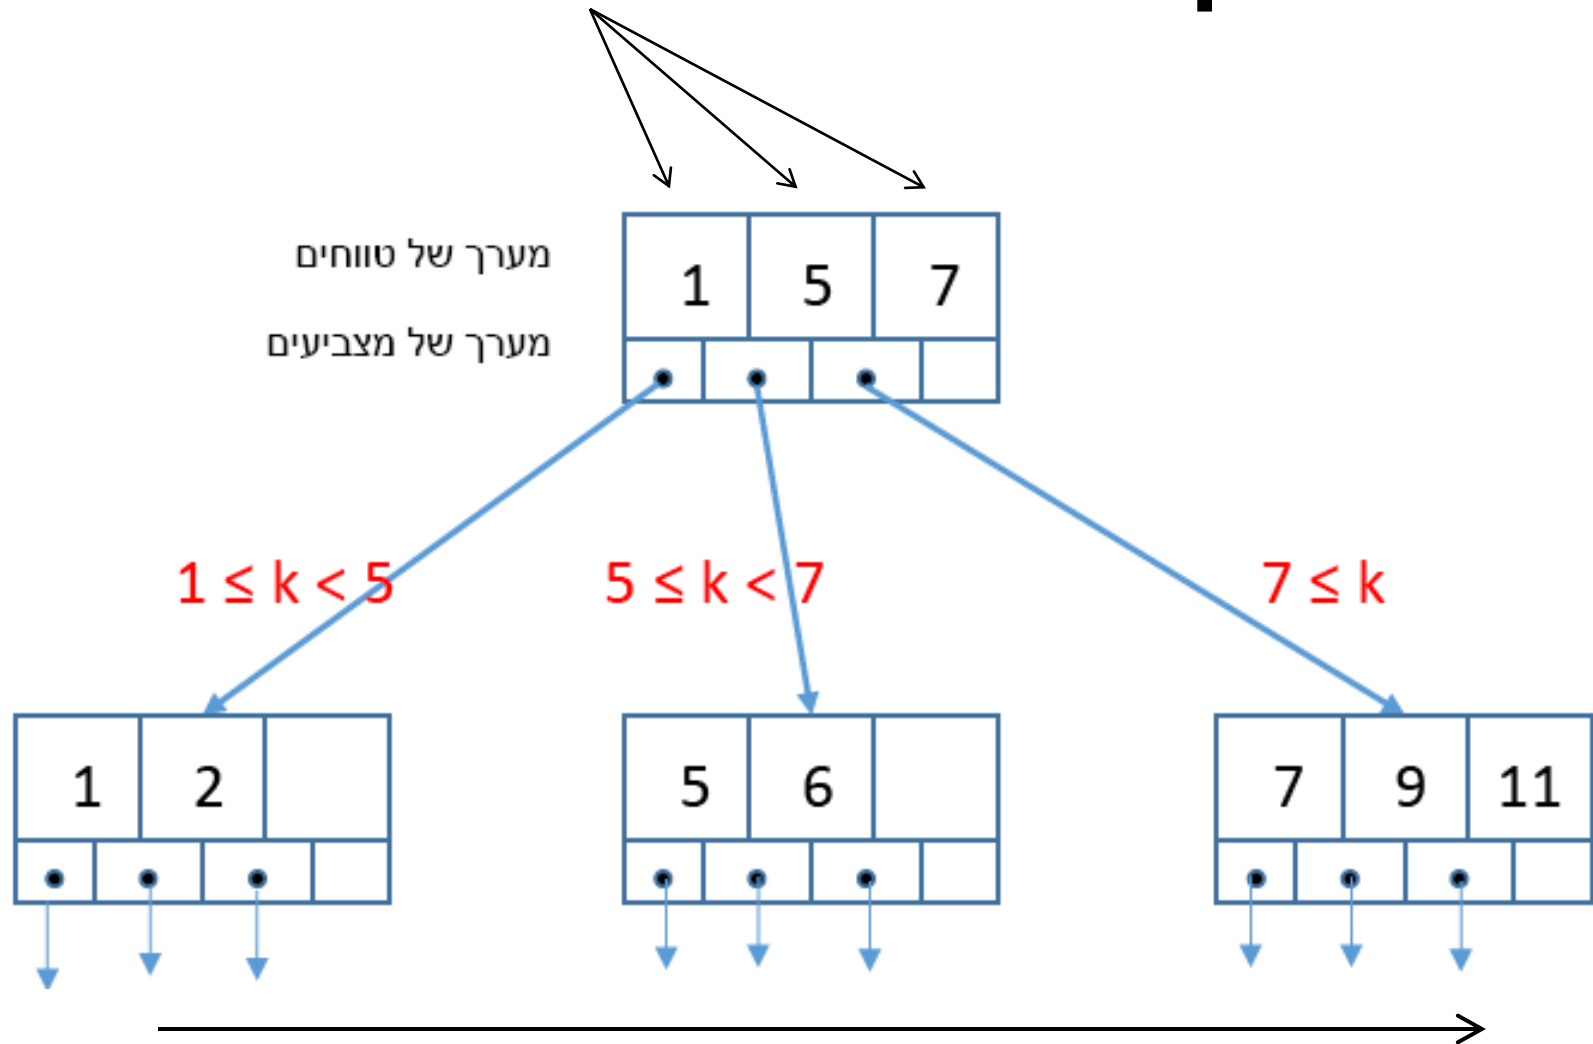 מערך של טווחים
1 5 7
מערך של מצביעים
1 ≤ k < 5
5 ≤ k < 7
7 ≤ k
1 2
5 6
7 9 11